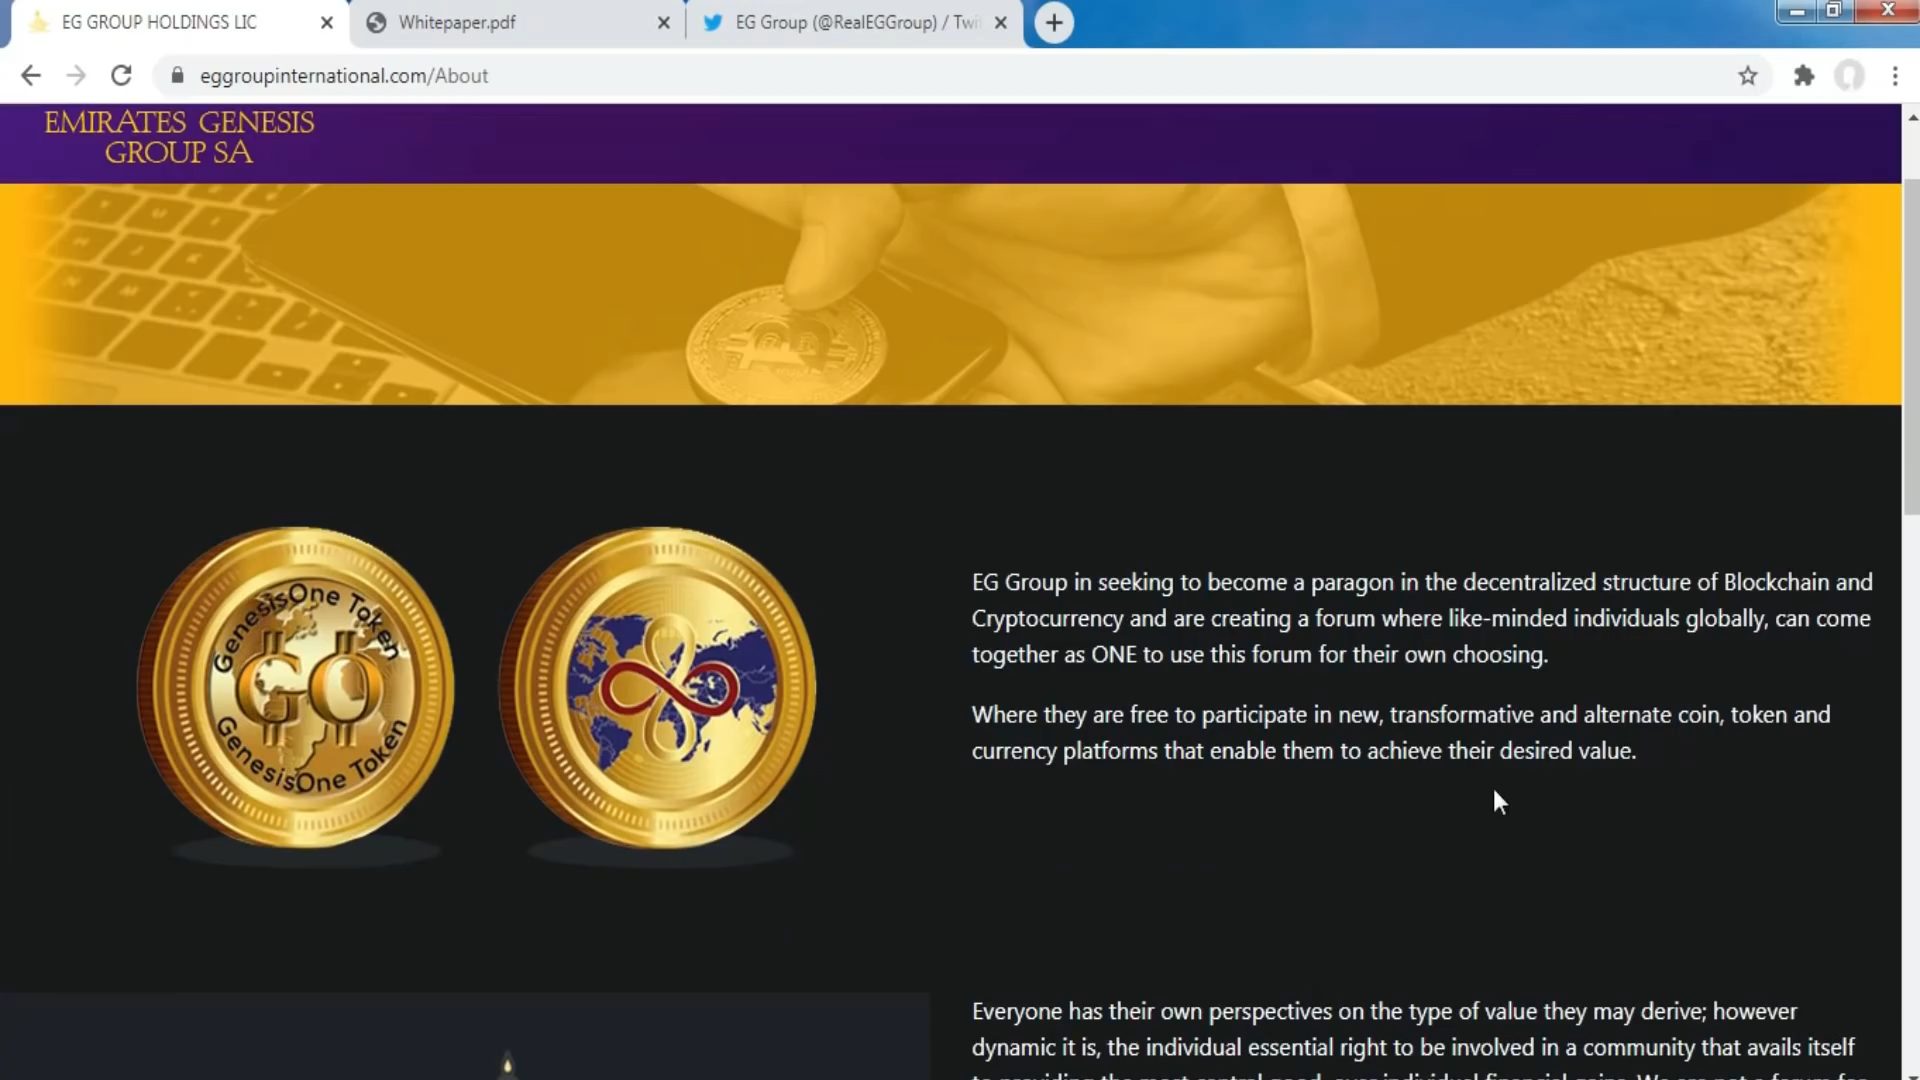 EG GROUP HOLDINGS LIC
Whitepaper.pdf
EG Group (@RealEGGroup) / Twi
eggroupinternational.com/About
EMIRATES GENESIS
GROUP SA
GenesisOne Token
GO
GenesisOne Token
EG Group in seeking to become a paragon in the decentralized structure of Blockchain and
Cryptocurrency and are creating a forum where like-minded individuals globally, can come
together as ONE to use this forum for their own choosing.
Where they are free to participate in new, transformative and alternate coin, token and
currency platforms that enable them to achieve their desired value.
Everyone has their own perspectives on the type of value they may derive; however
dynamic it is, the individual essential right to be involved in a community that avails itself